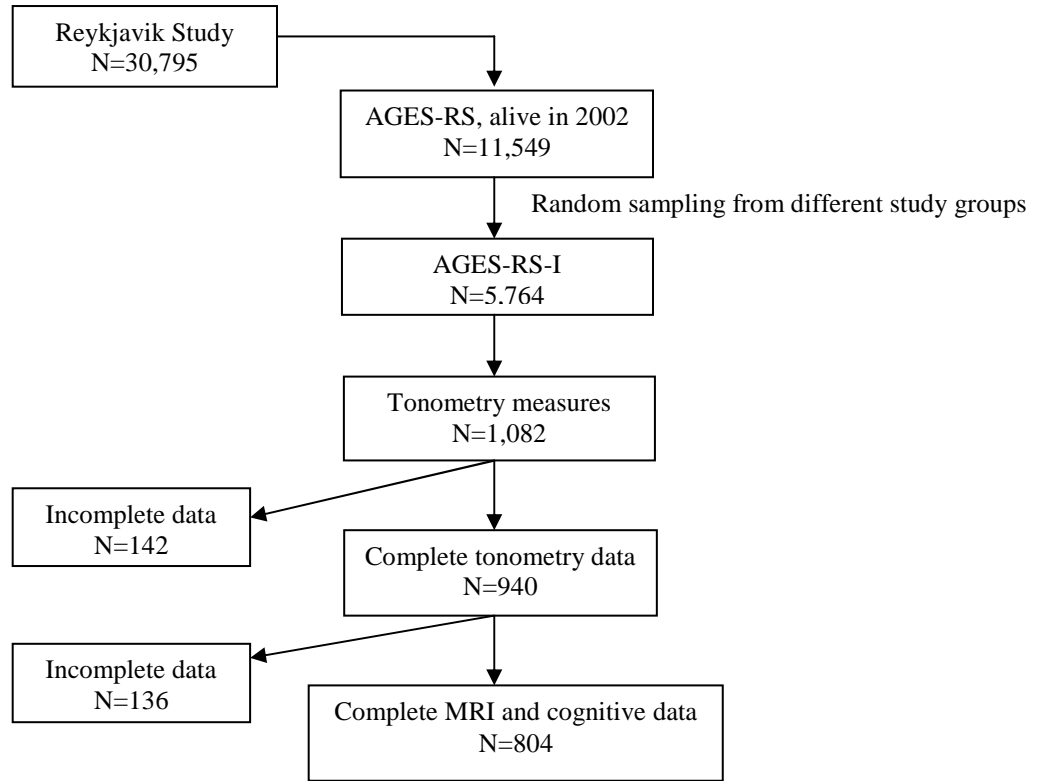 Reykjavik Study
N=30,795
AGES-RS, alive in 2002
N=11,549
Random sampling from different study groups
AGES-RS-I
N=5,764
Tonometry measures
N=1,082
Incomplete data
N=142
Complete tonometry data
N=940
Incomplete data
N=136
Complete MRI and cognitive data
N=804